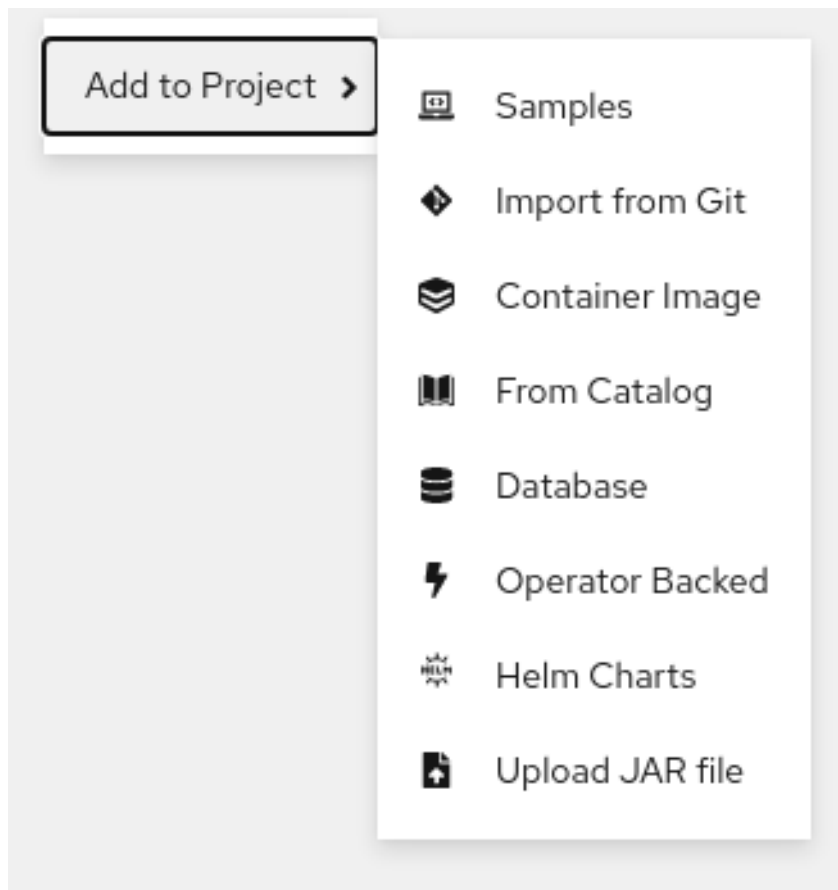 Add to Project
Samples
Import from Git
Container Image
From Catalog
Database
Operator Backed
HELM
Helm Charts
Upload JAR file